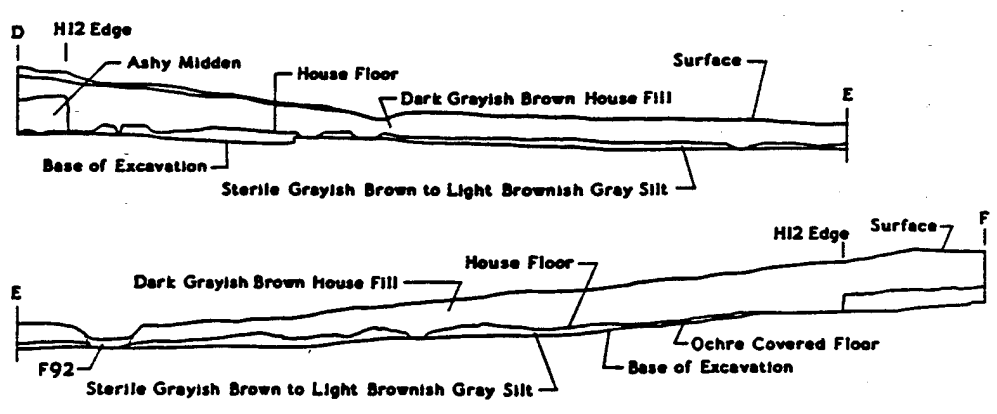 D
H12 Edge
Ashy Midden
House Floor
Surface
Dark Grayish Brown House Fill
E
Base of Excavation
Sterile Grayish Brown to Light Brownish Gray Silt
F
H12 Edge
Surface
House Floor
Dark Grayish Brown House Fill
E
Ochre Covered Floor
Base of Excavation
F92
Sterile Grayish Brown to Light Brownish Gray Silt